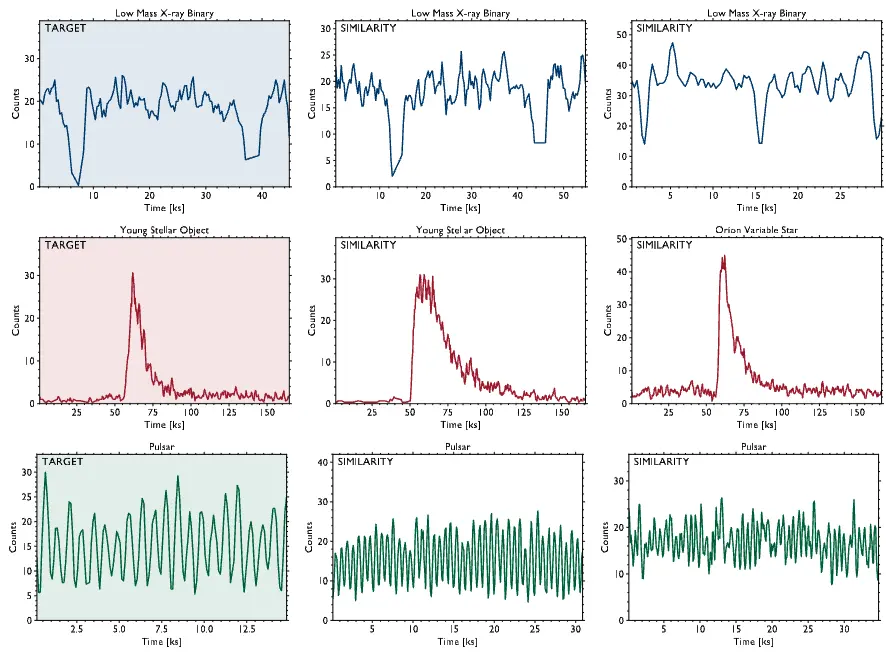 Low Mass X-ray Binary
TARGET
Counts
30
20
10
0
10 20 30 40
Time [ks]
Low Mass X-ray Binary
SIMILARITY
Counts
30
25
20
15
10
5
0
10 20 30 40 50
Time [ks]
Low Mass X-ray Binary
SIMILARITY
Counts
50
40
30
20
10
0
5 10 15 20 25
Time [ks]
Young Stellar Object
TARGET
Counts
30
20
10
0
25 50 75 100 125 150
Time [ks]
Young Stellar Object
SIMILARITY
Counts
30
20
10
0
25 50 75 100 125 150
Time [ks]
Orion Variable Star
SIMILARITY
Counts
50
40
30
20
10
0
25 50 75 100 125 150
Time [ks]
Pulsar
TARGET
Counts
30
25
20
15
10
5
0
2.5 5.0 7.5 10.0 12.5
Time [ks]
Pulsar
SIMILARITY
Counts
40
30
20
10
0
5 10 15 20 25 30
Time [ks]
Pulsar
SIMILARITY
Counts
30
20
10
0
5 10 15 20 25 30
Time [ks]